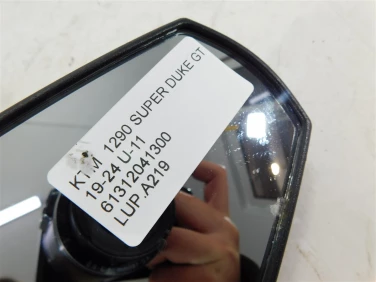 KTM 1290 SUPER DUKE GT
19-24 U-11
61312041300
LUP.A219